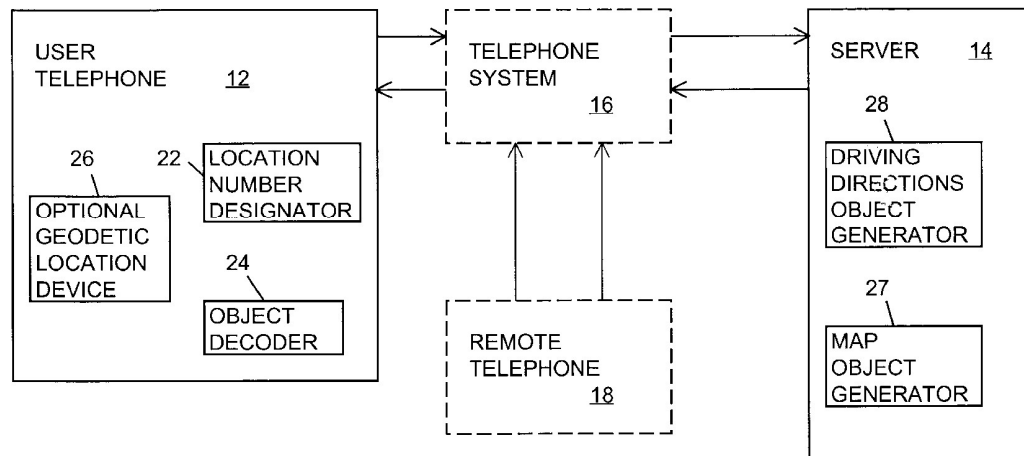 USER
TELEPHONE
12
26
OPTIONAL
GEODETIC
LOCATION
DEVICE
22
LOCATION
NUMBER
DESIGNATOR
24
OBJECT
DECODER
TELEPHONE
SYSTEM
16
REMOTE
TELEPHONE
18
SERVER 14
28
DRIVING
DIRECTIONS
OBJECT
GENERATOR
27
MAP
OBJECT
GENERATOR